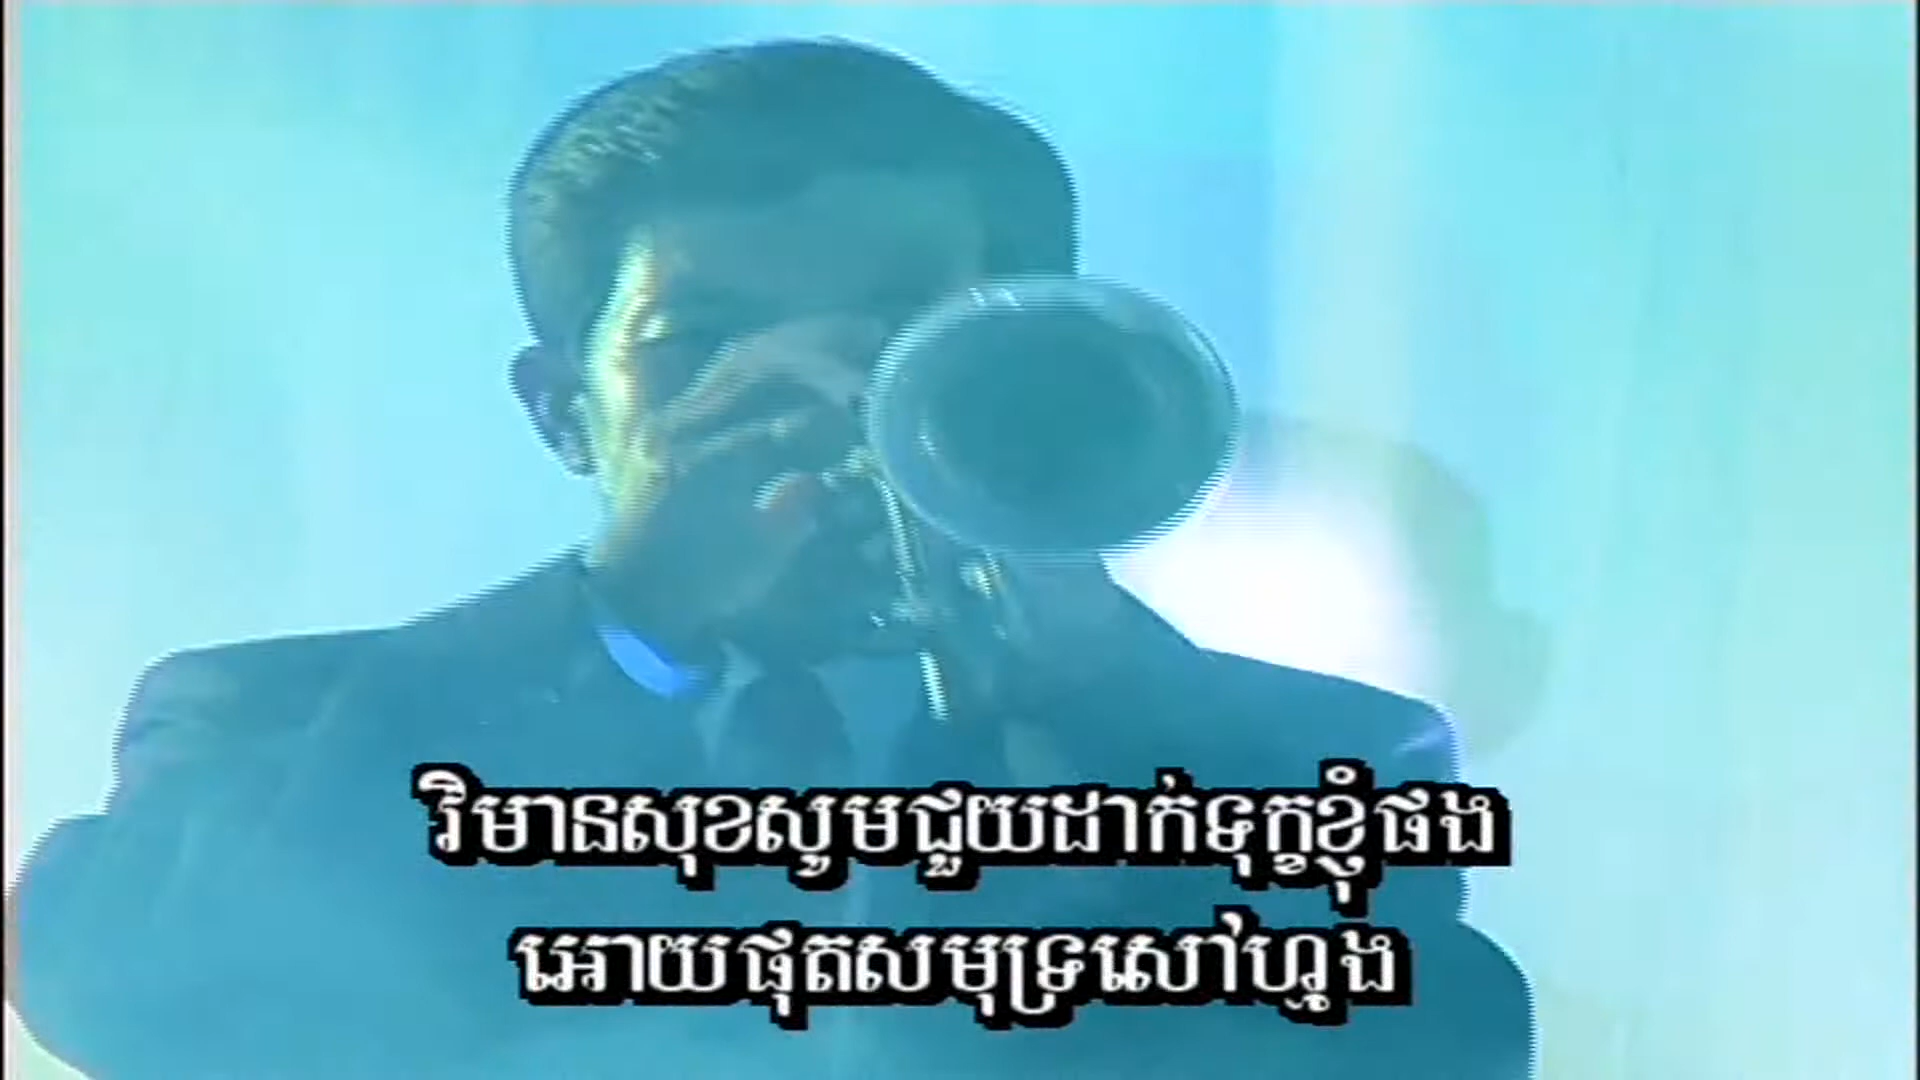 វិមានសុខសូមជួយដាក់ទុក្ខខ្ញុំផង
អោយផុតសមុទ្រសៅហ្មង